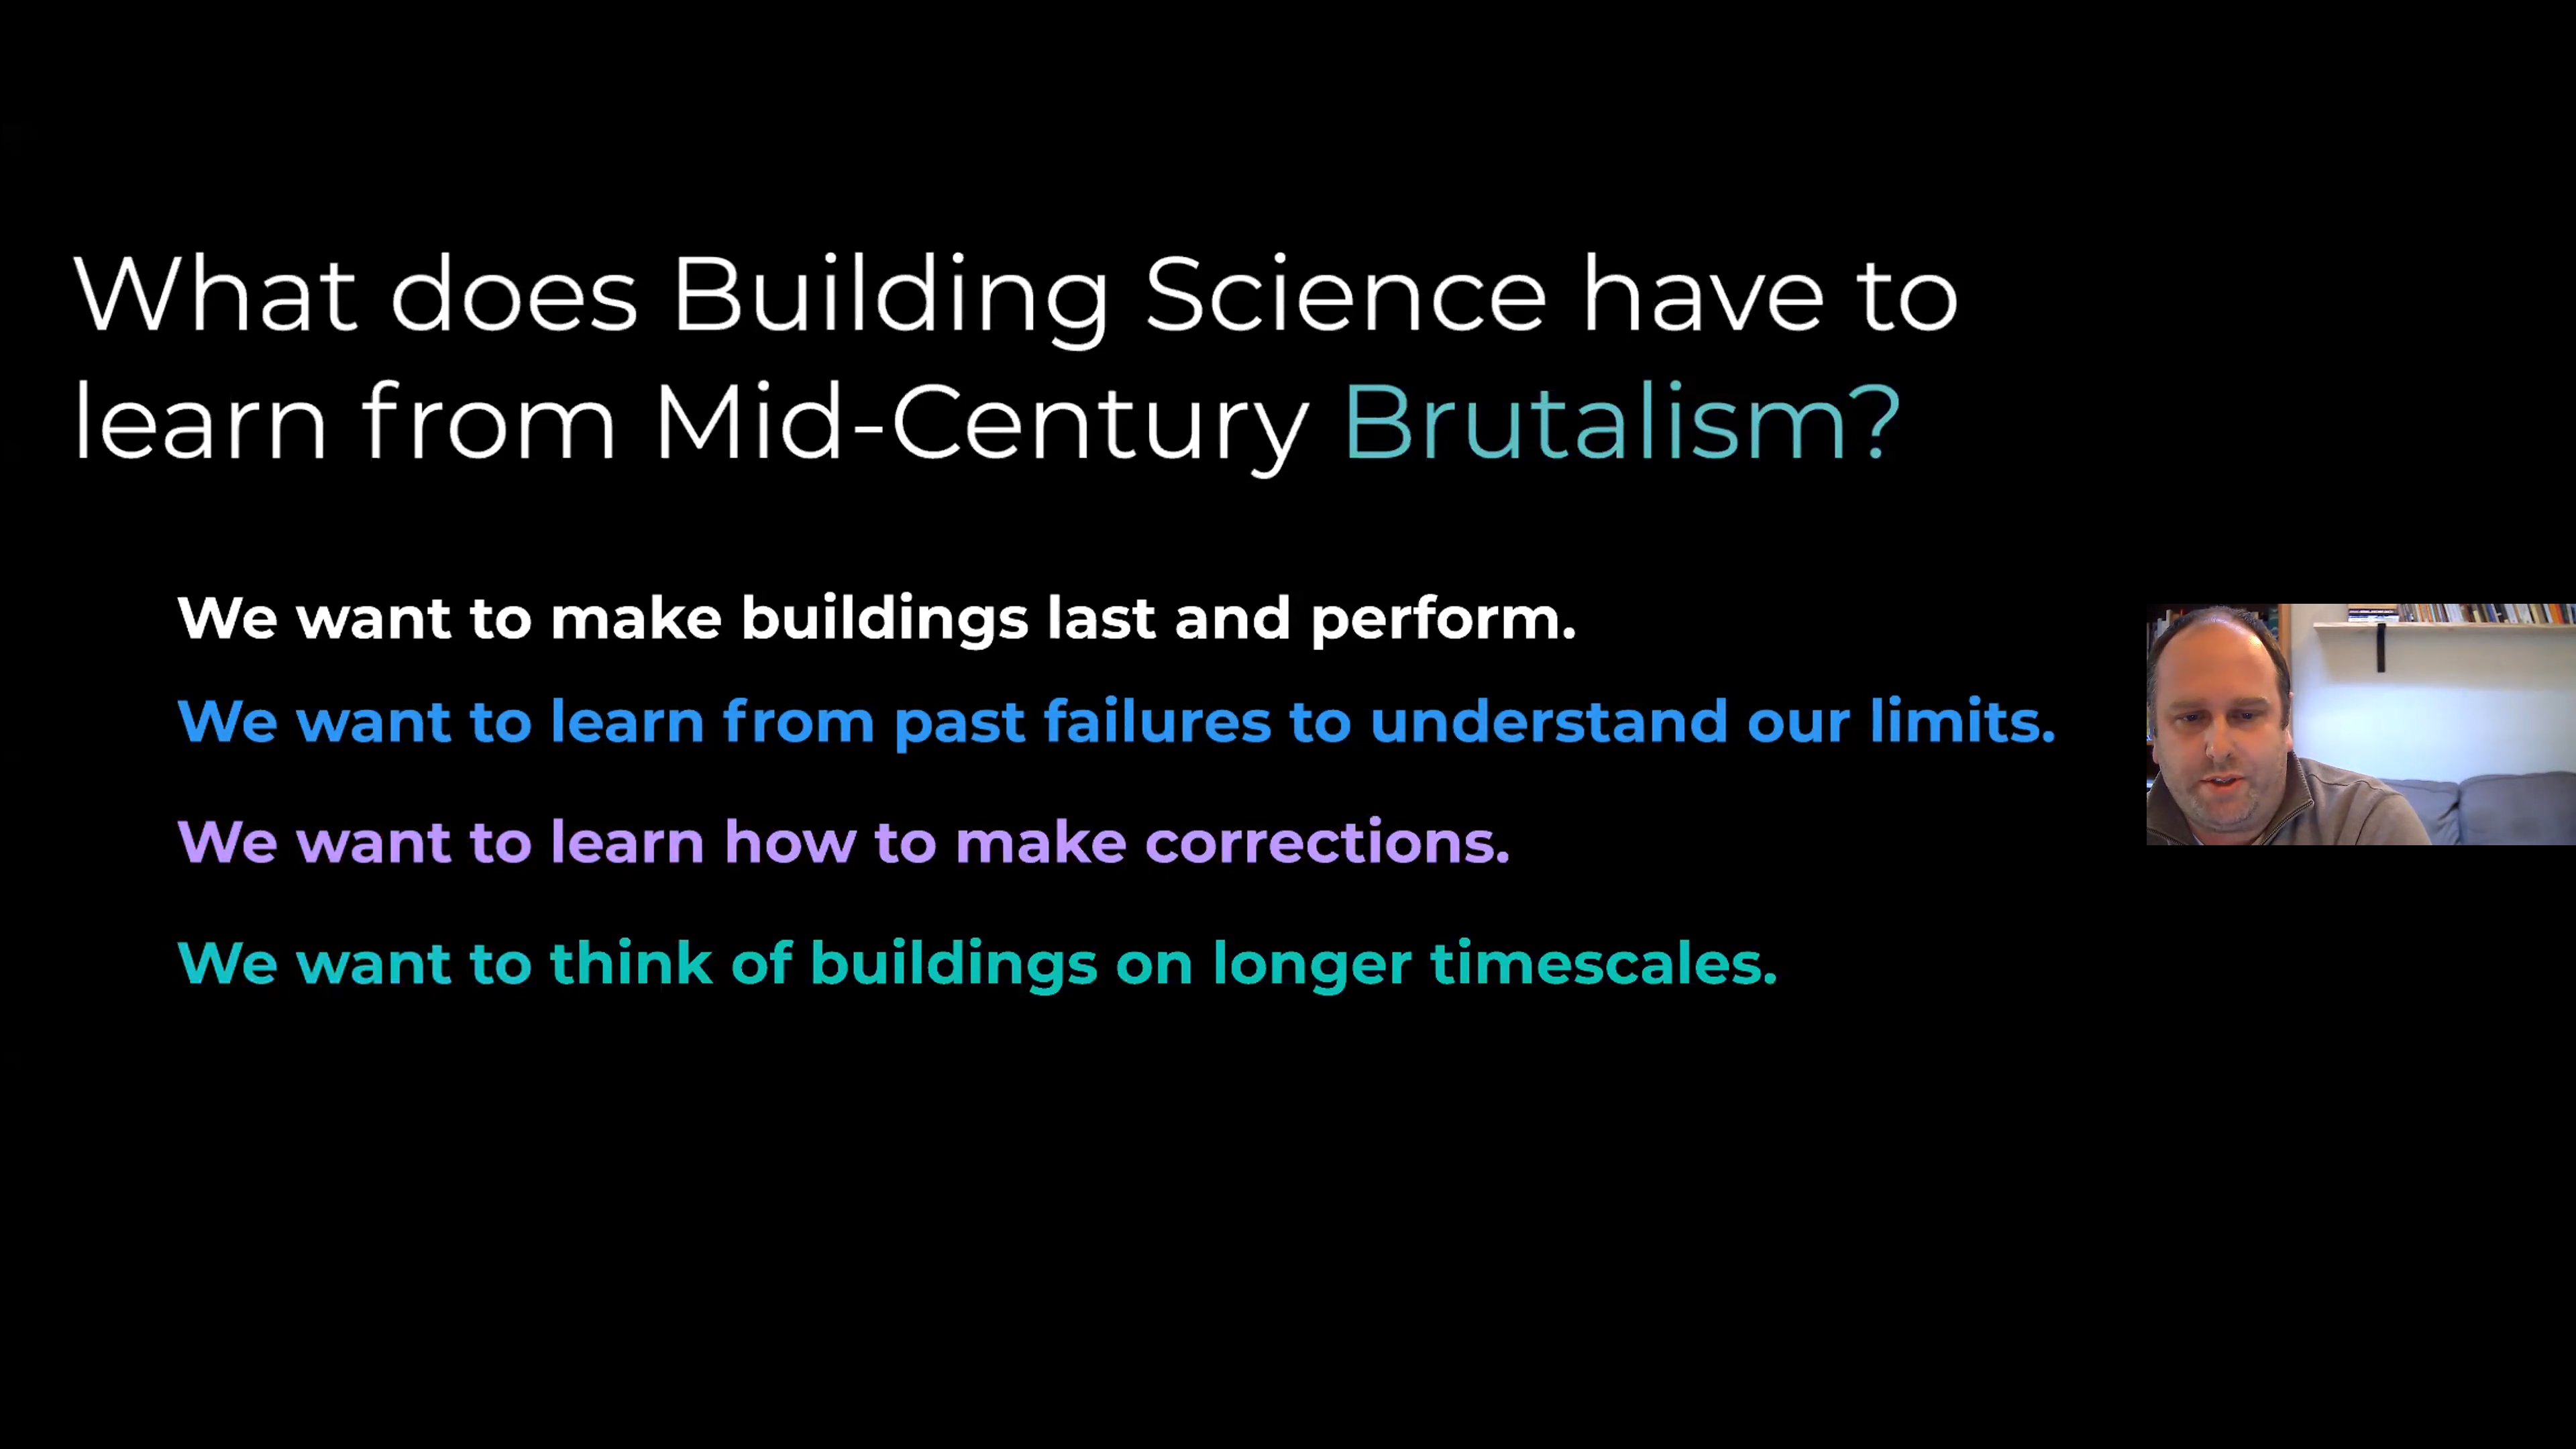 What does Building Science have to
learn from Mid-Century Brutalism?
We want to make buildings last and perform.
We want to learn from past failures to understand our limits.
We want to learn how to make corrections.
We want to think of buildings on longer timescales.